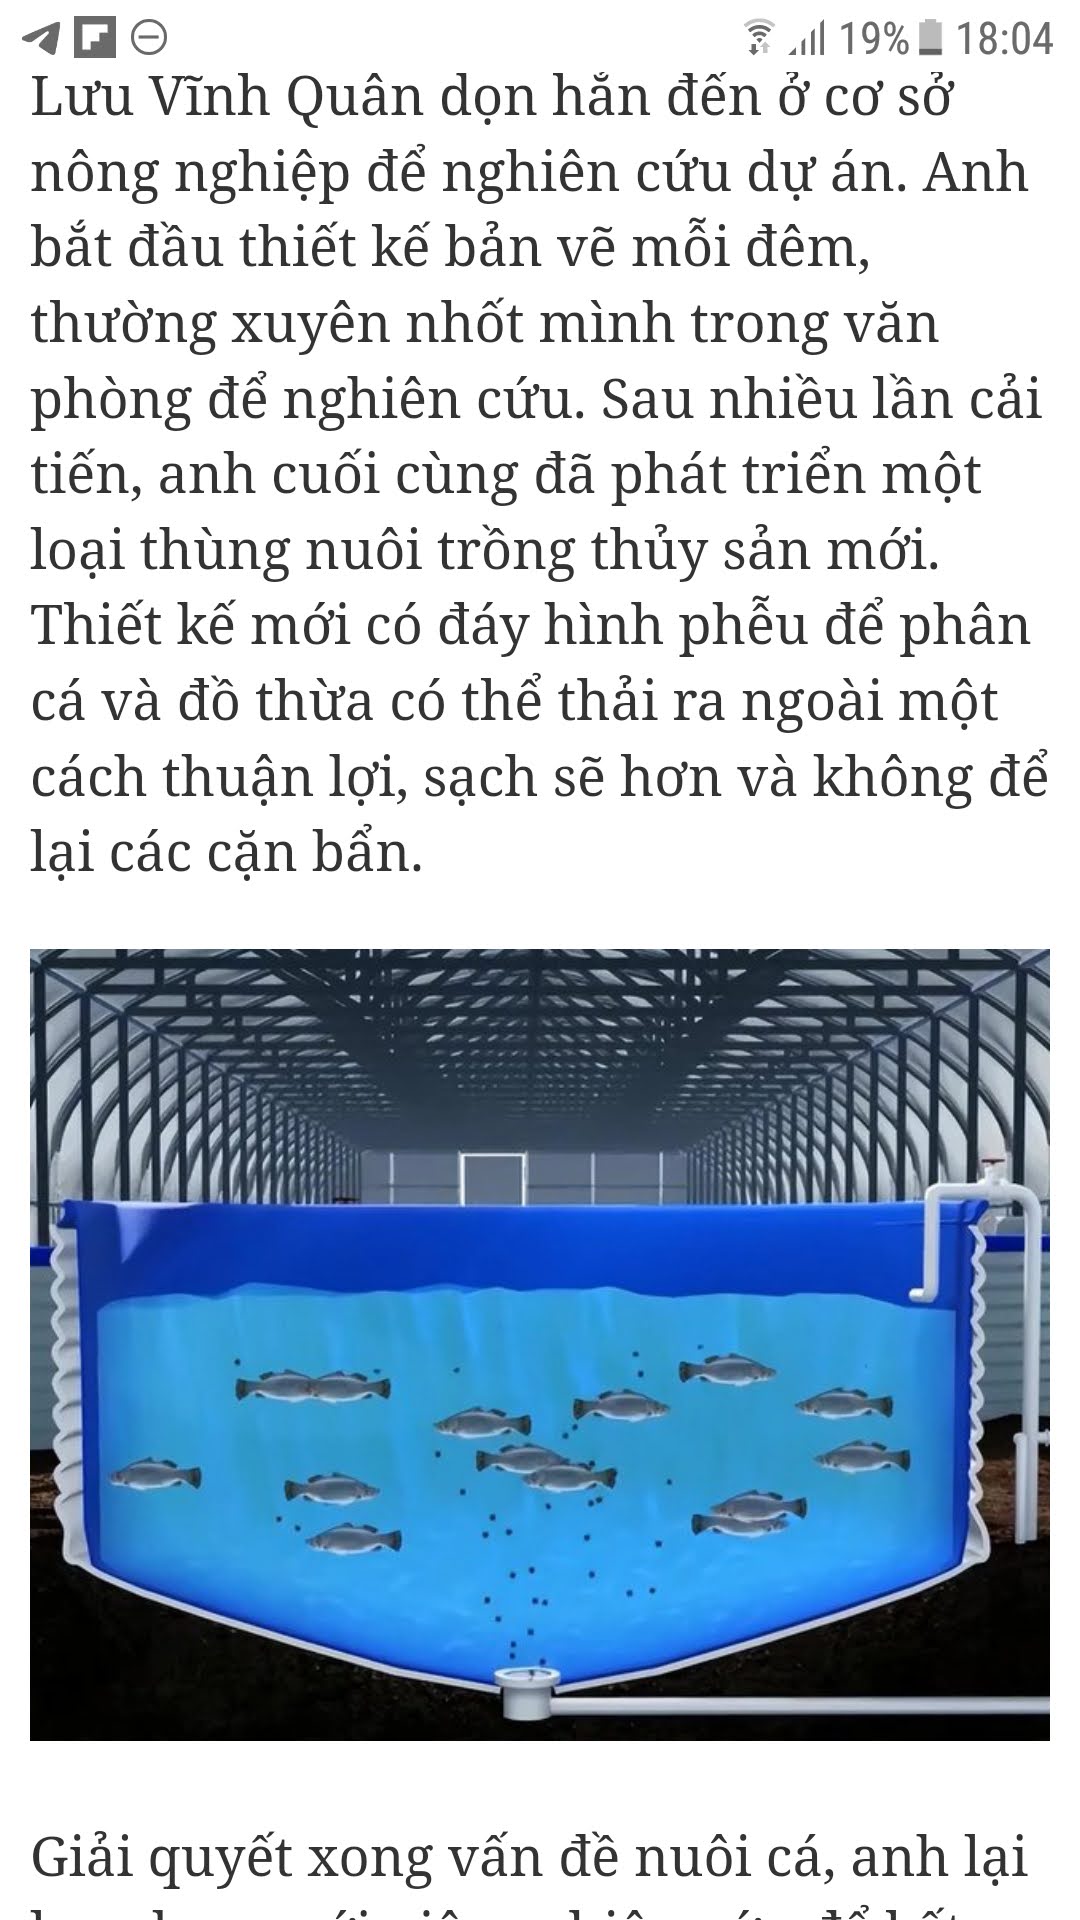 19% 18:04
Lưu Vĩnh Quân dọn hẳn đến ở cơ sở
nông nghiệp để nghiên cứu dự án. Anh
bắt đầu thiết kế bản vẽ mỗi đêm,
thường xuyên nhốt mình trong văn
phòng để nghiên cứu. Sau nhiều lần cải
tiến, anh cuối cùng đã phát triển một
loại thùng nuôi trồng thủy sản mới.
Thiết kế mới có đáy hình phễu để phân
cá và đồ thừa có thể thải ra ngoài một
cách thuận lợi, sạch sẽ hơn và không để
lại các cặn bẩn.
Giải quyết xong vấn đề nuôi cá, anh lại